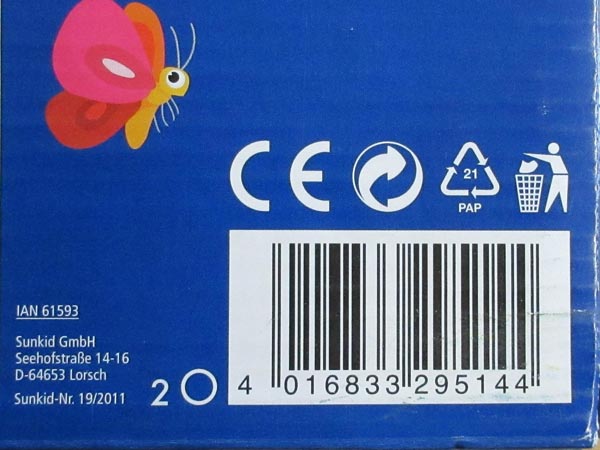 CE
21
PAP
IAN 61593
Sunkid GmbH
Seehofstraße 14-16
D-64653 Lorsch
Sunkid-Nr. 19/2011
2
4 016833 295144